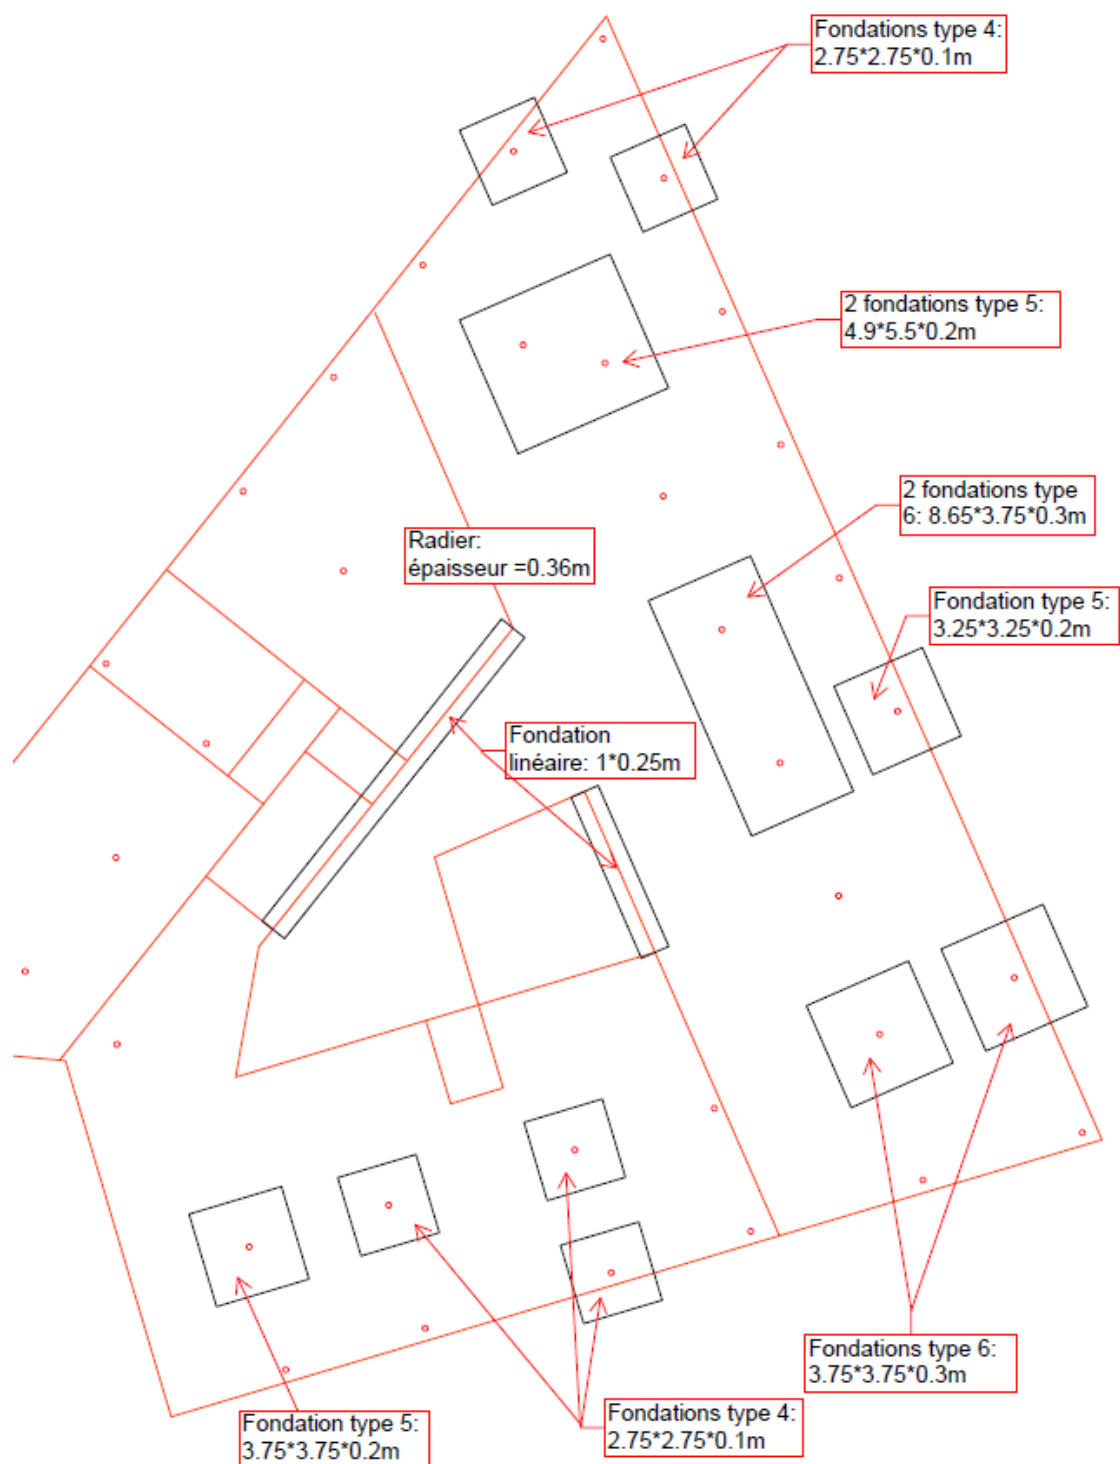 Fondations type 4:
2.75*2.75*0.1m
2 fondations type 5:
4.9*5.5*0.2m
2 fondations type
6: 8.65*3.75*0.3m
Radier:
épaisseur =0.36m
Fondation type 5:
3.25*3.25*0.2m
Fondation
linéaire: 1*0.25m
Fondations type 6:
3.75*3.75*0.3m
Fondations type 4:
2.75*2.75*0.1m
Fondation type 5:
3.75*3.75*0.2m